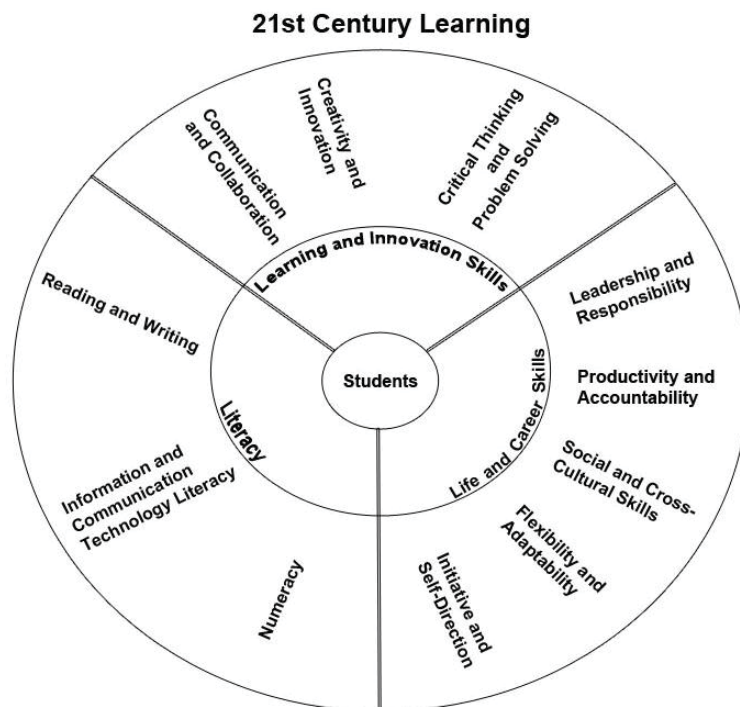 21st Century Learning
Communication
and Collaboration
Creativity and
Innovation
Critical Thinking
and
Problem Solving
Learning and Innovation Skills
Reading and Writing
Information and
Communication
Technology Literacy
Numeracy
Literacy
Students
Life and Career Skills
Leadership and
Responsibility
Productivity and
Accountability
Social and Cross-
Cultural Skills
Flexibility and
Adaptability
Initiative and
Self-Direction